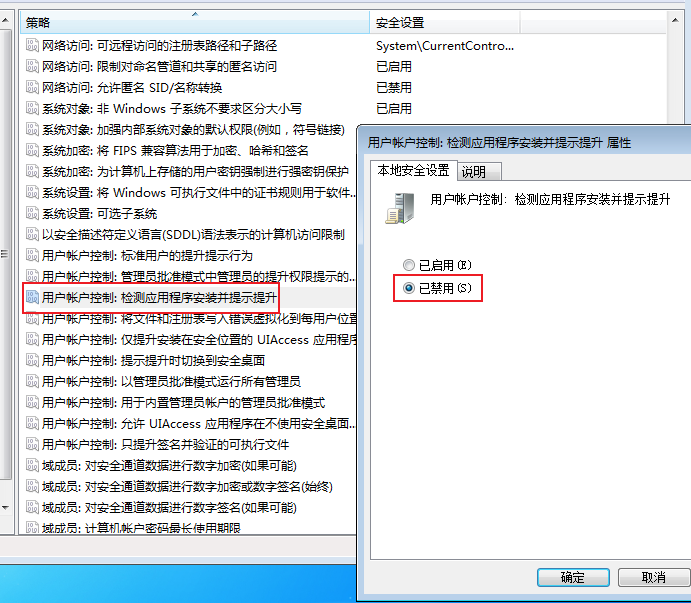 策略
安全设置
网络访问: 可远程访问的注册表路径和子路径
System\CurrentContro...
网络访问: 限制对命名管道和共享的匿名访问
已启用
网络访问: 允许匿名 SID/名称转换
已禁用
系统对象: 非 Windows 子系统不要求区分大小写
已启用
系统对象: 加强内部系统对象的默认权限(例如，符号链接)
系统加密: 将 FIPS 兼容算法用于加密、哈希和签名
系统加密: 为计算机上存储的用户密钥强制进行强密钥保护
系统设置: 将 Windows 可执行文件中的证书规则用于软件...
系统设置: 可选子系统
以安全描述符定义语言(SDDL)语法表示的计算机访问限制
用户帐户控制: 标准用户的提升提示行为
用户帐户控制: 管理员批准模式中管理员的提升权限提示的...
用户帐户控制: 检测应用程序安装并提示提升
用户帐户控制: 将文件和注册表写入错误虚拟化到每用户位置
用户帐户控制: 仅提升安装在安全位置的 UIAccess 应用程序
用户帐户控制: 提示提升时切换到安全桌面
用户帐户控制: 以管理员批准模式运行所有管理员
用户帐户控制: 用于内置管理员帐户的管理员批准模式
用户帐户控制: 允许 UIAccess 应用程序在不使用安全桌面...
用户帐户控制: 只提升签名并验证的可执行文件
域成员: 对安全通道数据进行数字加密(如果可能)
域成员: 对安全通道数据进行数字加密或数字签名(始终)
域成员: 对安全通道数据进行数字签名(如果可能)
域成员: 计算机帐户密码最长使用期限
用户帐户控制: 检测应用程序安装并提示提升 属性
本地安全设置
说明
用户帐户控制: 检测应用程序安装并提示提升
已启用(E)
已禁用(S)
确定
取消